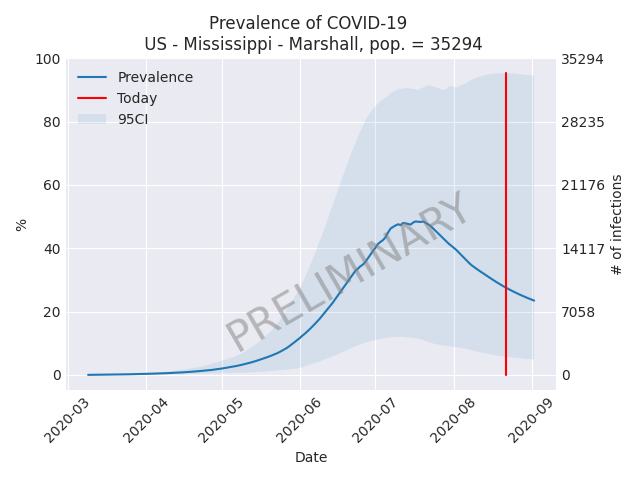 Prevalence of COVID-19
US - Mississippi - Marshall, pop. = 35294
100
80
60
40
20
0
%
35294
28235
21176
14117
7058
0
# of infections
Prevalence
Today
95CI
PRELIMINARY
2020-03
2020-04
2020-05
2020-06
2020-07
2020-08
2020-09
Date